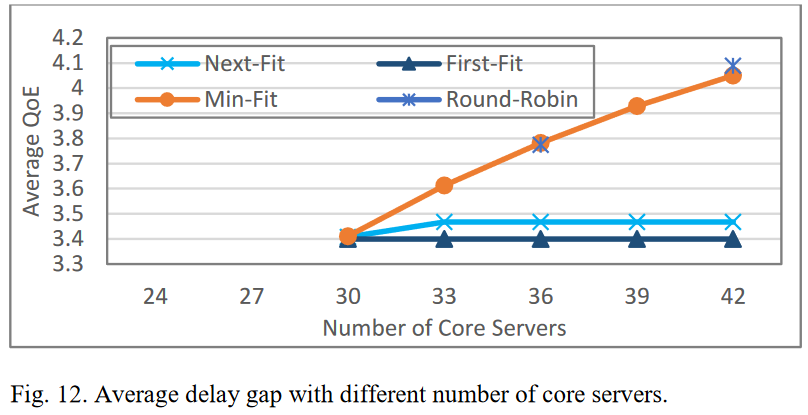 4.2
4.1
4
3.9
3.8
3.7
3.6
3.5
3.4
3.3
Average QoE
Next-Fit First-Fit
Min-Fit Round-Robin
24 27 30 33 36 39 42
Number of Core Servers
Fig. 12. Average delay gap with different number of core servers.